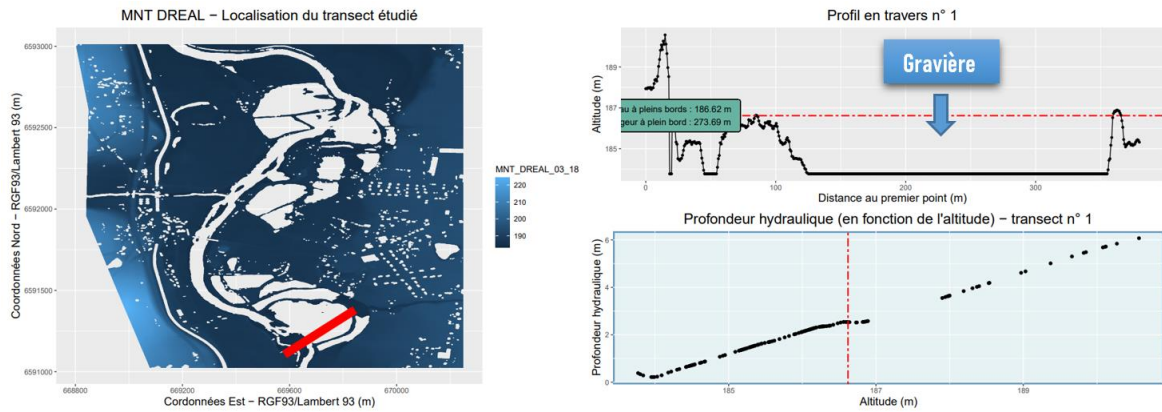 MNT DREAL − Localisation du transect étudié
Coordonnées Nord − RGF93/Lambert 93 (m)
6593000
6592500
6592000
6591500
6591000
668800
669200
669600
670000
Cordonnées Est − RGF93/Lambert 93 (m)
MNT_DREAL_03_18
220
210
200
190
Profil en travers n° 1
Altitude (m)
189
187
185
Gravière
au à pleins bords : 186.62 m
geur à plein bord : 273.69 m
0
100
200
300
Distance au premier point (m)
Profondeur hydraulique (en fonction de l'altitude) − transect n° 1
Profondeur hydraulique (m)
6
4
2
0
185
187
189
Altitude (m)